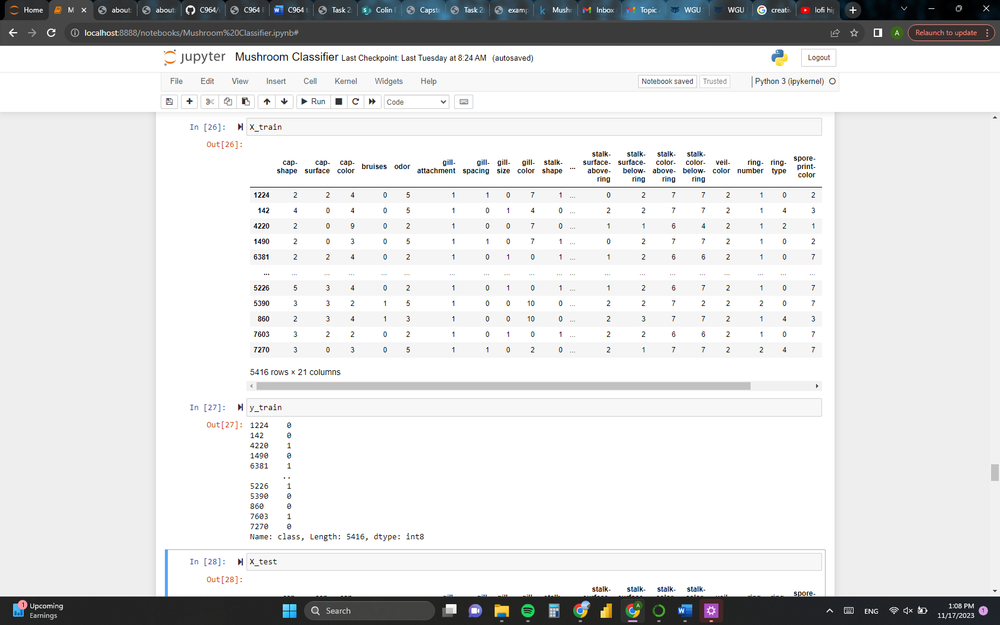 Home M about: about: C964/r C964 F C964 t Task 2: Colin Capst Task 2: examp Mushr Inbox Topic WGU WGU creativ lofi hip
localhost:8888/notebooks/Mushroom%20Classifier.ipynb# A Relaunch to update
jupyter Mushroom Classifier Last Checkpoint: Last Tuesday at 8:24 AM (autosaved) Logout
File Edit View Insert Cell Kernel Widgets Help Notebook saved Trusted Python 3 (ipykernel)
Run Code
In [26]: X_train
Out[26]:
cap-shape cap-surface cap-color bruises odor gill-attachment gill-spacing gill-size gill-color stalk-shape ... stalk-surface-above-ring stalk-surface-below-ring stalk-color-above-ring stalk-color-below-ring veil-color ring-number ring-type spore-print-color
1224 2 2 4 0 5 1 1 0 7 1 ... 0 2 7 7 2 1 0 2
142 4 0 4 0 5 1 0 1 4 0 ... 2 2 7 7 2 1 4 3
4220 2 0 9 0 2 1 0 0 7 0 ... 1 1 6 4 2 1 2 1
1490 2 0 3 0 5 1 1 0 7 1 ... 0 2 7 7 2 1 0 2
6381 2 2 4 0 2 1 0 1 0 1 ... 1 2 6 6 2 1 0 7
... ... ... ... ... ... ... ... ... ... ... ... ... ... ... ... ... ... ... ...
5226 5 3 4 0 2 1 0 1 0 1 ... 1 2 6 7 2 1 0 7
5390 3 3 2 1 5 1 0 0 10 0 ... 2 2 7 2 2 2 0 7
860 2 3 4 1 3 1 0 0 10 0 ... 2 3 7 7 2 1 4 3
7603 3 2 2 0 2 1 0 1 0 1 ... 2 2 6 6 2 1 0 7
7270 3 0 3 0 5 1 1 0 2 0 ... 2 1 7 7 2 2 4 7
5416 rows × 21 columns
In [27]: y_train
Out[27]: 1224 0
142 0
4220 1
1490 0
6381 1
..
5226 1
5390 0
860 0
7603 1
7270 0
Name: class, Length: 5416, dtype: int8
In [28]: X_test
Out[28]:
stalk- stalk- stalk- stalk- spore-
1 Upcoming
Earnings
Search
ENG
1:08 PM
11/17/2023 1